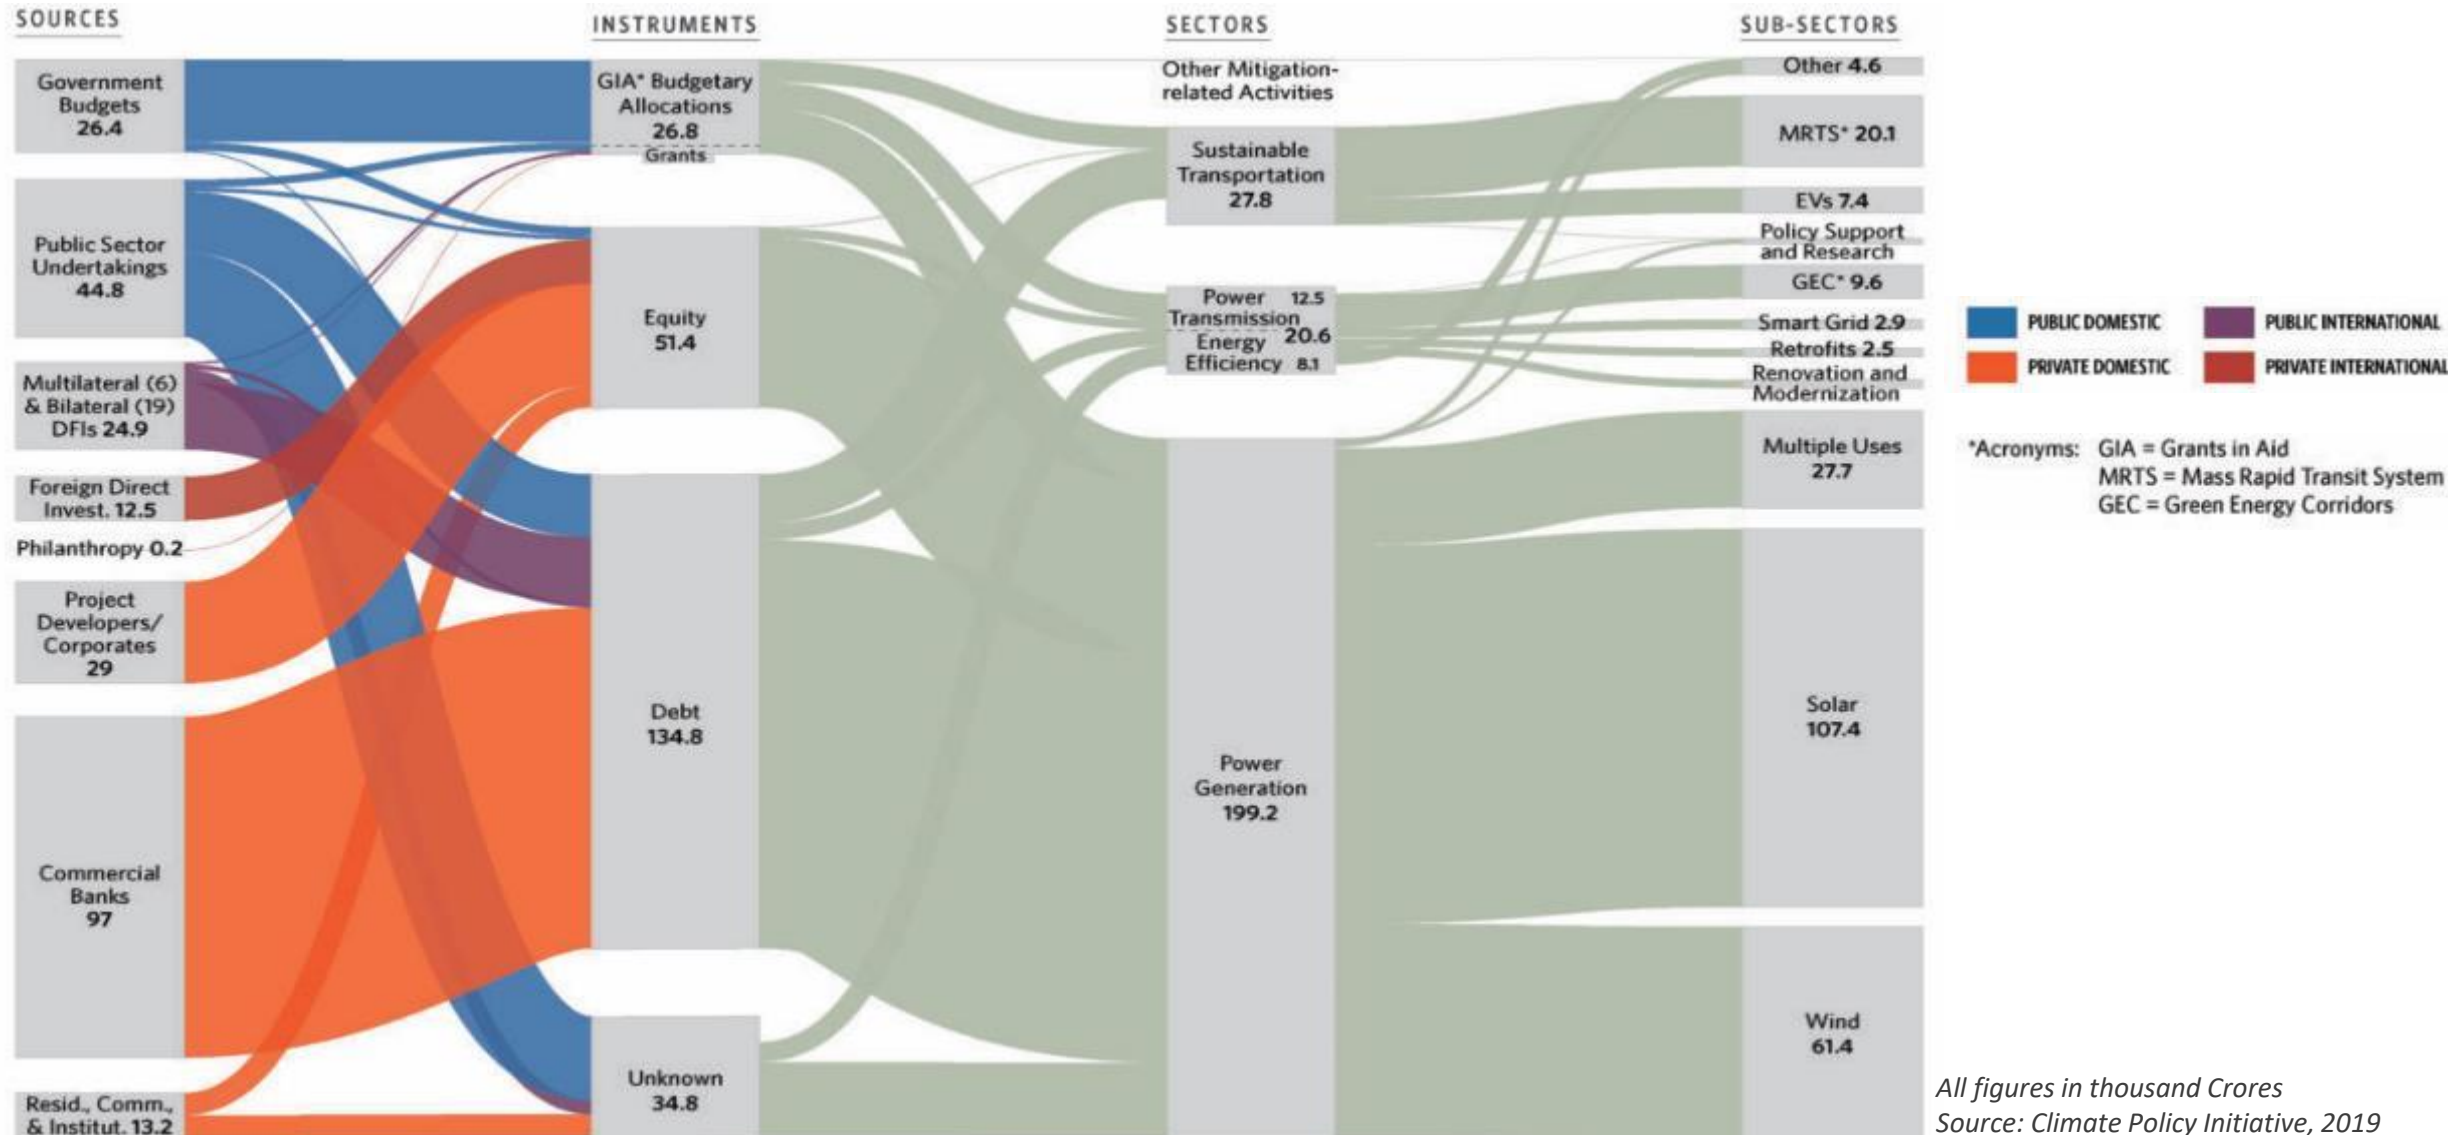 SOURCES
Government
Budgets
26.4
Public Sector
Undertakings
44.8
Multilateral (6)
& Bilateral (19)
DFIs 24.9
Foreign Direct
Invest. 12.5
Philanthropy 0.2
Project
Developers/
Corporates
29
Commercial
Banks
97
Resid., Comm.,
& Institut. 13.2
INSTRUMENTS
GIA* Budgetary
Allocations
26.8
Grants
Equity
51.4
Debt
134.8
Unknown
34.8
SECTORS
Other Mitigation-
related Activities
Sustainable
Transportation
27.8
Power 12.5
Transmission
20.6
Energy
Efficiency 8.1
Power
Generation
199.2
SUB-SECTORS
Other 4.6
MRTS* 20.1
EVs 7.4
Policy Support
and Research
GEC* 9.6
Smart Grid 2.9
Retrofits 2.5
Renovation and
Modernization
Multiple Uses
27.7
Solar
107.4
Wind
61.4
PUBLIC DOMESTIC
PUBLIC INTERNATIONAL
PRIVATE DOMESTIC
PRIVATE INTERNATIONAL
*Acronyms: GIA = Grants in Aid
MRTS = Mass Rapid Transit System
GEC = Green Energy Corridors
All figures in thousand Crores
Source: Climate Policy Initiative, 2019